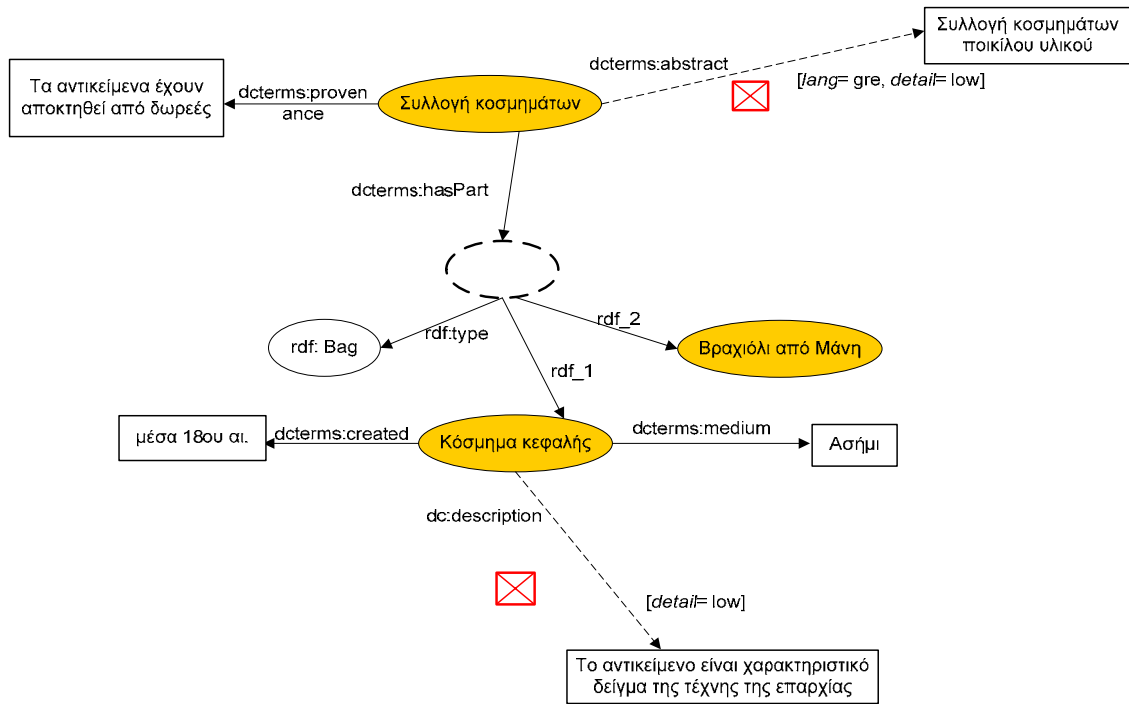 Συλλογή κοσμημάτων
ποικίλου υλικού
dcterms:abstract
[lang= gre, detail= low]
Τα αντικείμενα έχουν
αποκτηθεί από δωρεές
dcterms:proven
ance
Συλλογή κοσμημάτων
dcterms:hasPart
rdf: Bag
rdf:type
rdf_2
Βραχιόλι από Μάνη
rdf_1
μέσα 18ου αι.
dcterms:created
Κόσμημα κεφαλής
dcterms:medium
Ασήμι
dc:description
[detail= low]
Το αντικείμενο είναι χαρακτηριστικό
δείγμα της τέχνης της επαρχίας